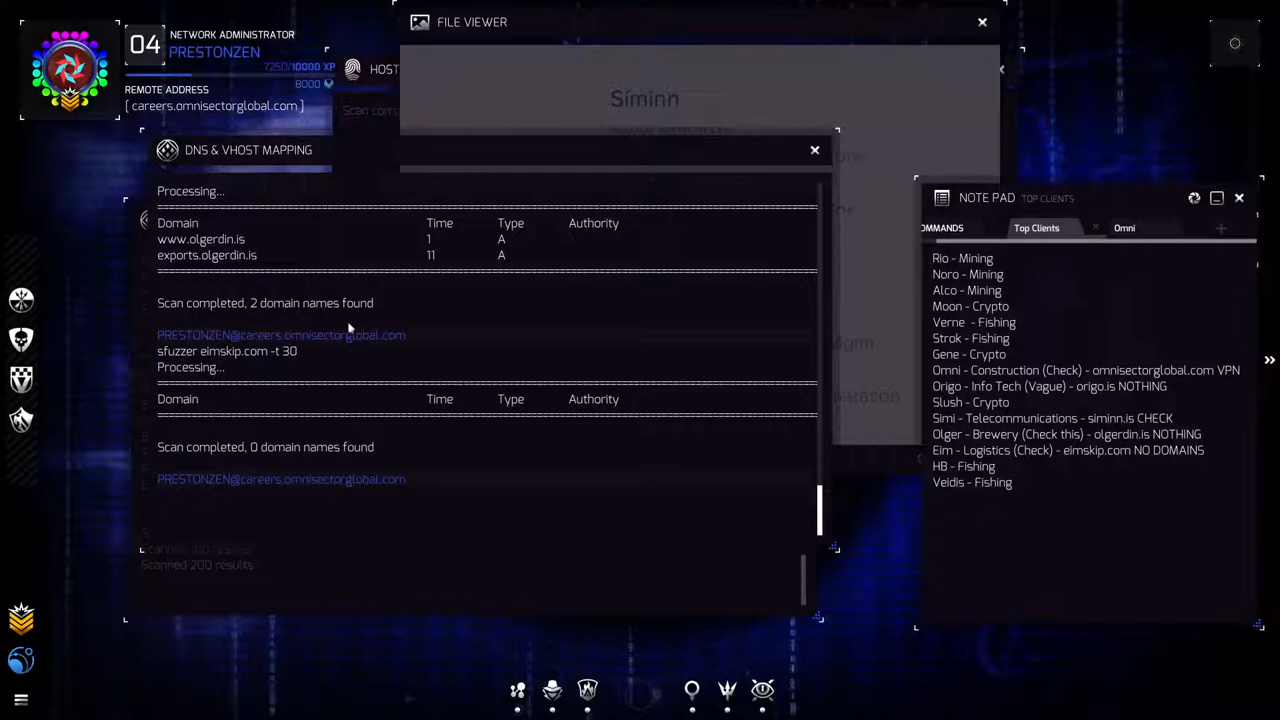 04
NETWORK ADMINISTRATOR
PRESTONZEN
7250/10000 XP
8000
REMOTE ADDRESS
[ careers.omnisectorglobal.com ]
HOST
Scan comp
FILE VIEWER
Síminn
DNS & VHOST MAPPING
Processing...
Domain Time Type Authority
www.olgerdin.is 1 A
exports.olgerdin.is 11 A
Scan completed, 2 domain names found
PRESTONZEN@careers.omnisectorglobal.com
sfuzzer eimskip.com -t 30
Processing...
Domain Time Type Authority
Scan completed, 0 domain names found
PRESTONZEN@careers.omnisectorglobal.com
Scanned 200 results
NOTE PAD TOP CLIENTS
OMMANDS Top Clients Omni
Rio - Mining
Noro - Mining
Alco - Mining
Moon - Crypto
Verne - Fishing
Strok - Fishing
Gene - Crypto
Omni - Construction (Check) - omnisectorglobal.com VPN
Origo - Info Tech (Vague) - origo.is NOTHING
Slush - Crypto
Simi - Telecommunications - siminn.is CHECK
Olger - Brewery (Check this) - olgerdin.is NOTHING
Eim - Logistics (Check) - eimskip.com NO DOMAINS
HB - Fishing
Veidis - Fishing